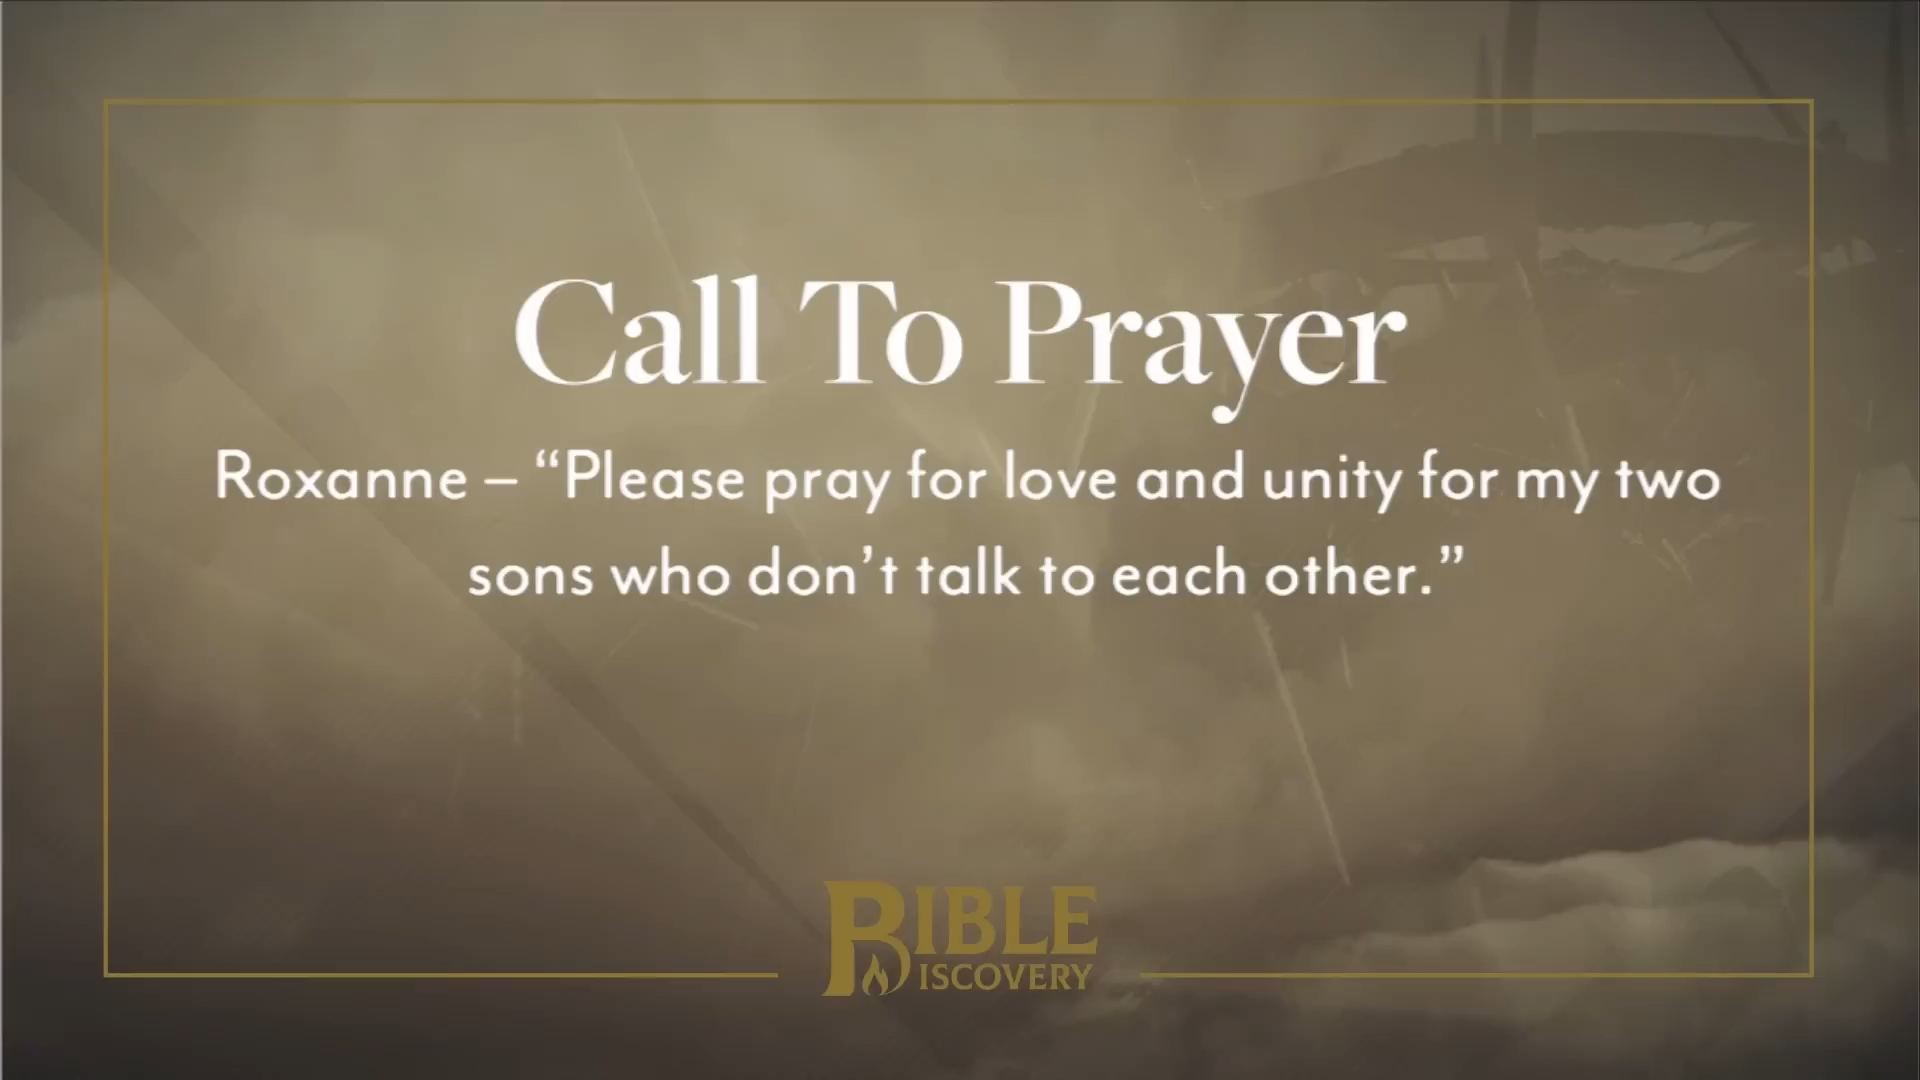 Call To Prayer
Roxanne – “Please pray for love and unity for my two
sons who don’t talk to each other.”
BIBLE
DISCOVERY